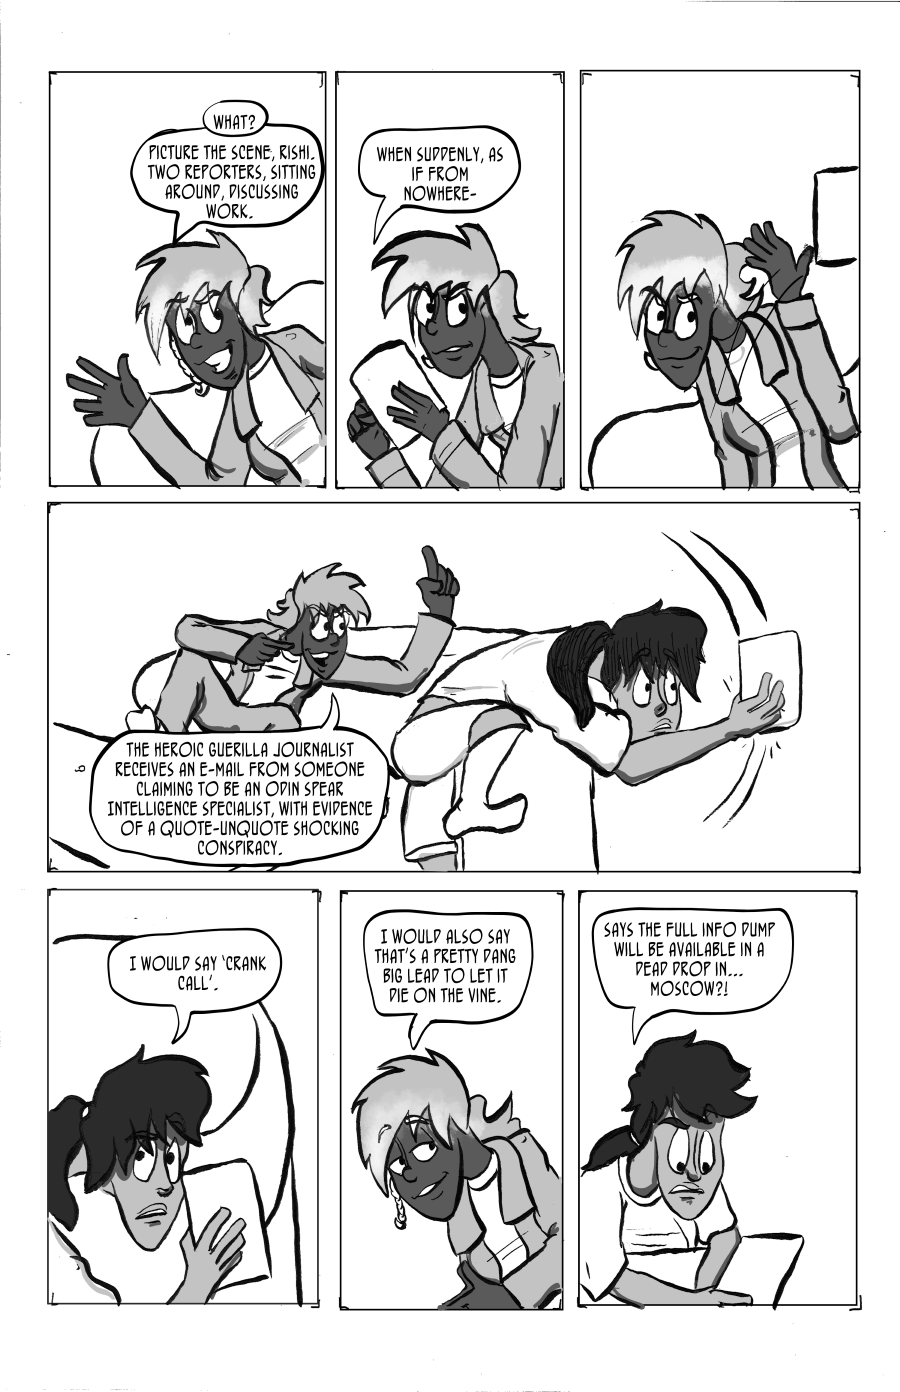 WHAT?
PICTURE THE SCENE, RISHI.
TWO REPORTERS, SITTING
AROUND, DISCUSSING
WORK.
WHEN SUDDENLY, AS
IF FROM
NOWHERE-
THE HEROIC GUERILLA JOURNALIST
RECEIVES AN E-MAIL FROM SOMEONE
CLAIMING TO BE AN ODIN SPEAR
INTELLIGENCE SPECIALIST, WITH EVIDENCE
OF A QUOTE-UNQUOTE SHOCKING
CONSPIRACY.
I WOULD SAY 'CRANK
CALL'.
I WOULD ALSO SAY
THAT'S A PRETTY DANG
BIG LEAD TO LET IT
DIE ON THE VINE.
SAYS THE FULL INFO DUMP
WILL BE AVAILABLE IN A
DEAD DROP IN...
MOSCOW?!